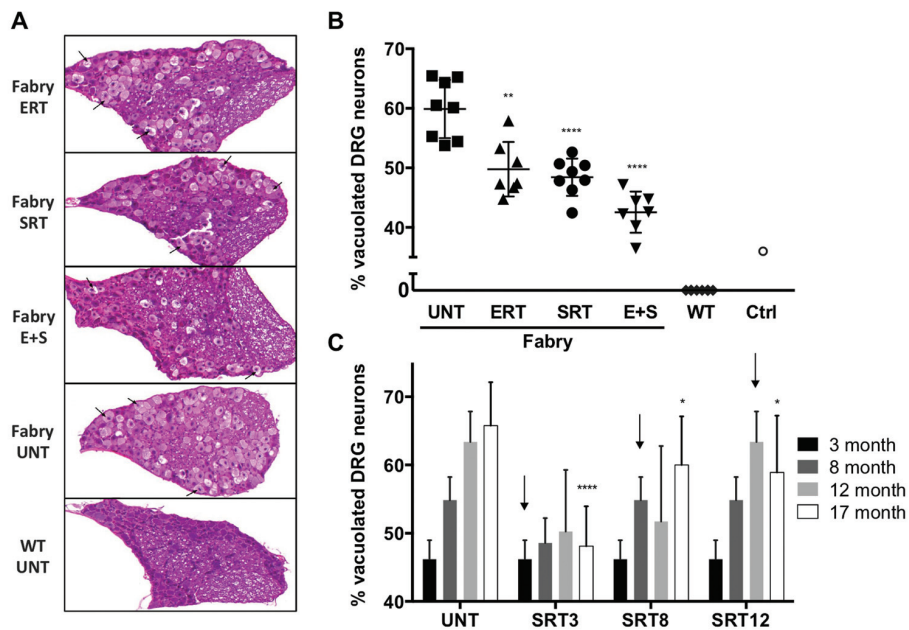 A
Fabry
ERT
Fabry
SRT
Fabry
E+S
Fabry
UNT
WT
UNT
B
% vacuolated DRG neurons
70
60
50
40
0
**
****
****
UNT ERT SRT E+S WT Ctrl
Fabry
C
% vacuolated DRG neurons
70
60
50
40
****
*
*
UNT SRT3 SRT8 SRT12
3 month
8 month
12 month
17 month